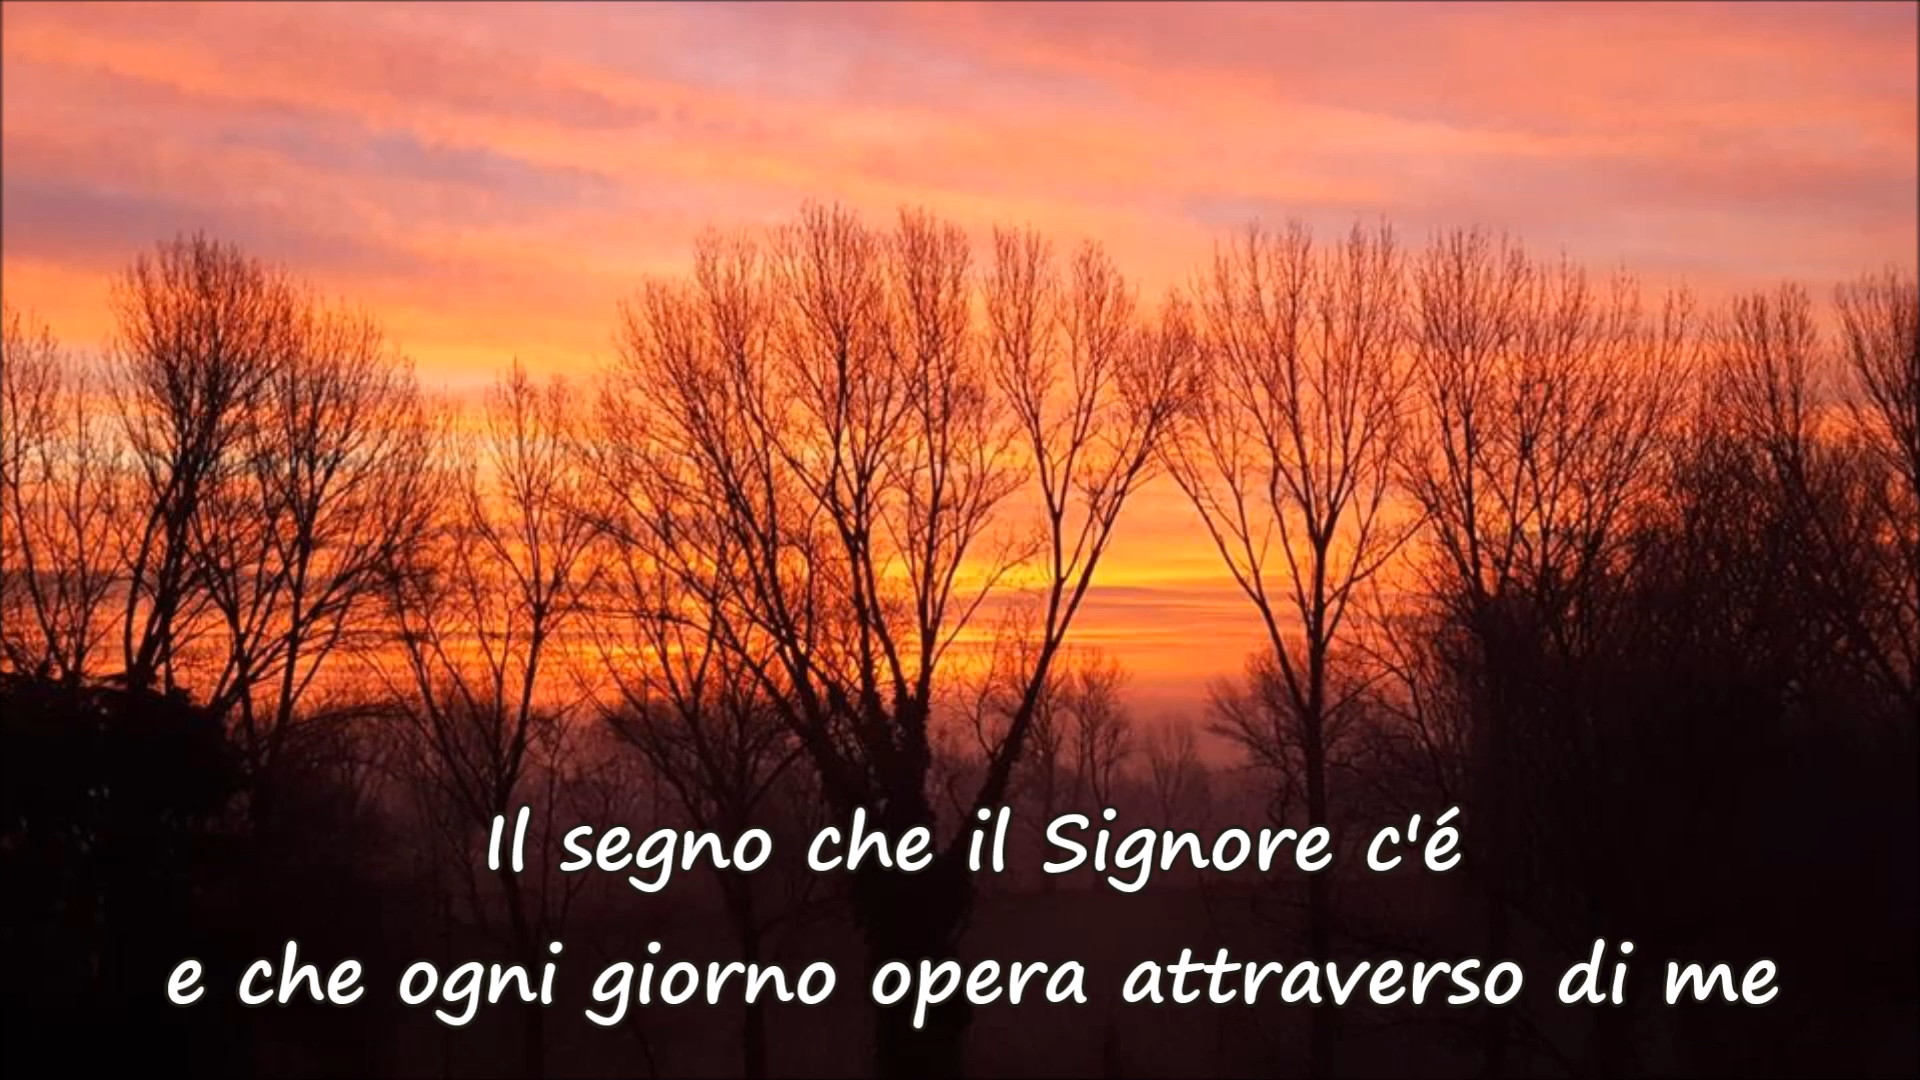 Il segno che il Signore c'é
e che ogni giorno opera attraverso di me